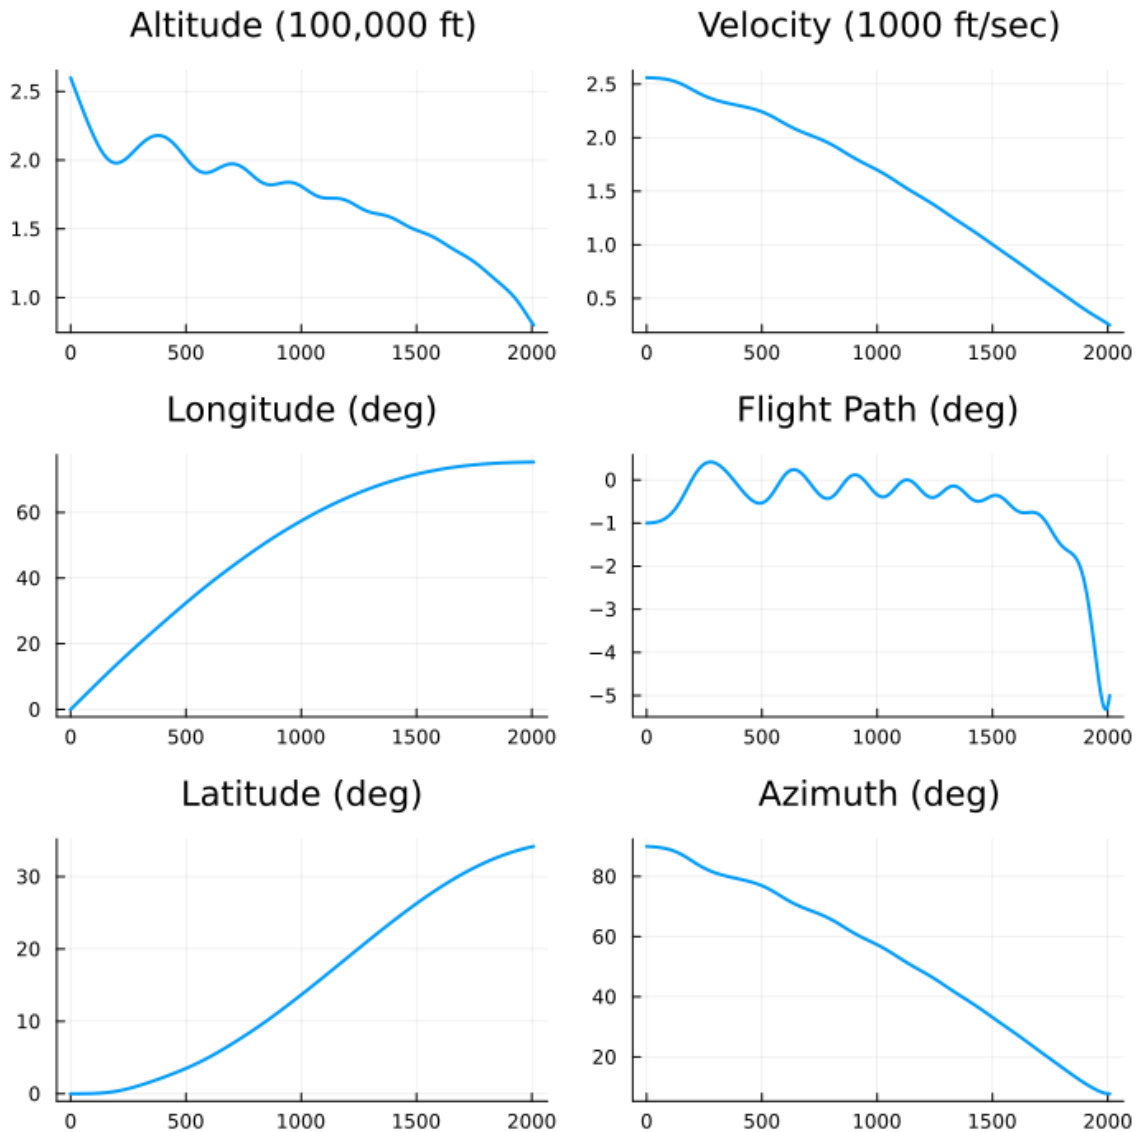 Altitude (100,000 ft)
2.5
2.0
1.5
1.0
0 500 1000 1500 2000
Velocity (1000 ft/sec)
2.5
2.0
1.5
1.0
0.5
0 500 1000 1500 2000
Longitude (deg)
60
40
20
0
0 500 1000 1500 2000
Flight Path (deg)
0
−1
−2
−3
−4
−5
0 500 1000 1500 2000
Latitude (deg)
30
20
10
0
0 500 1000 1500 2000
Azimuth (deg)
80
60
40
20
0 500 1000 1500 2000